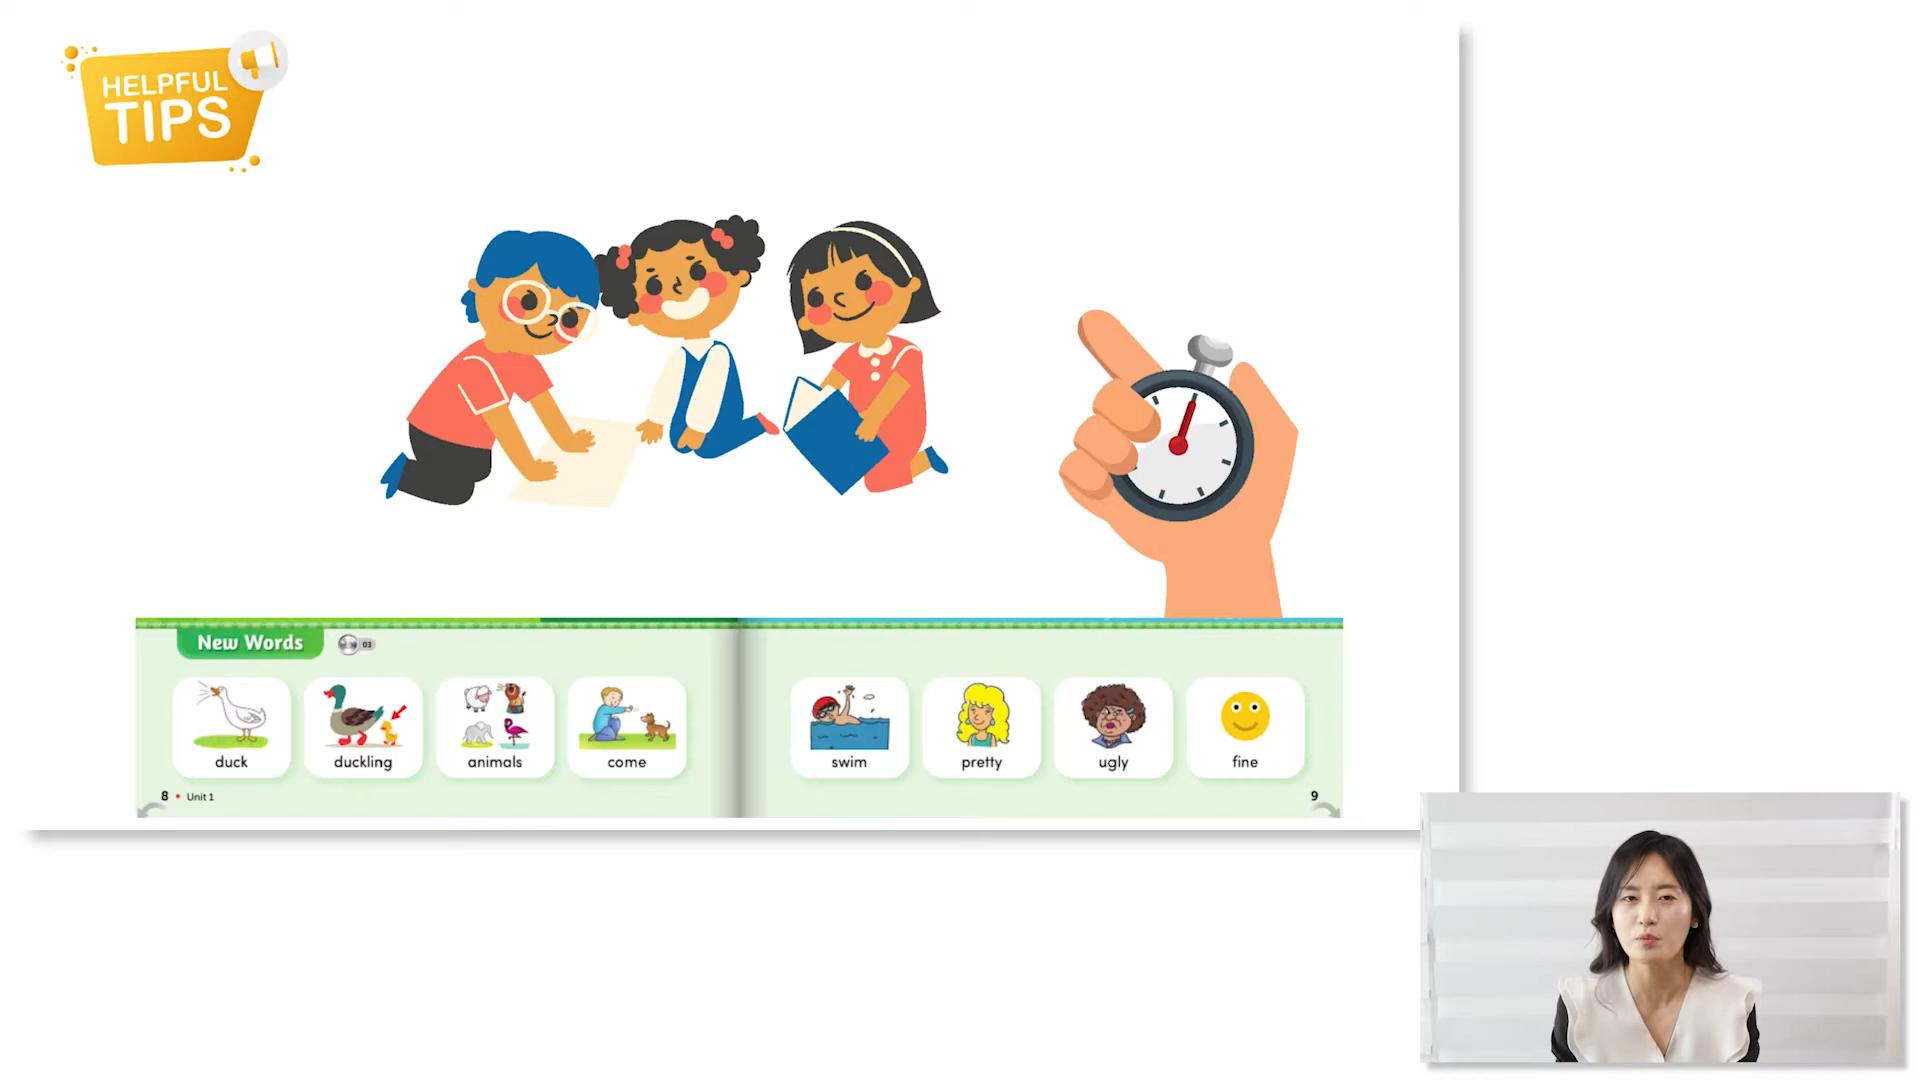 HELPFUL
TIPS
New Words
03
duck
duckling
animals
come
swim
pretty
ugly
fine
8 • Unit 1
9